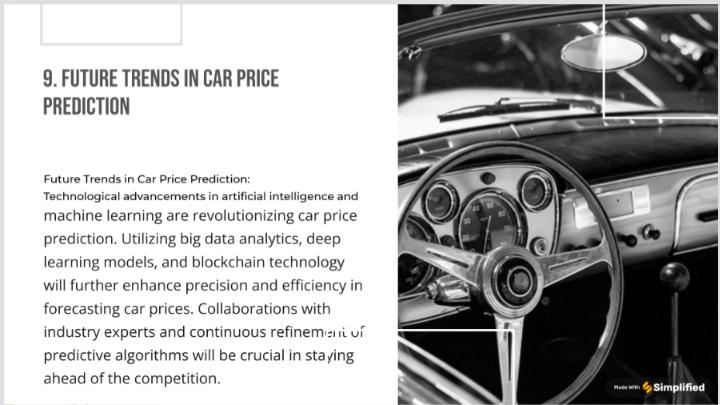 9. FUTURE TRENDS IN CAR PRICE
PREDICTION
Future Trends in Car Price Prediction:
Technological advancements in artificial intelligence and
machine learning are revolutionizing car price
prediction. Utilizing big data analytics, deep
learning models, and blockchain technology
will further enhance precision and efficiency in
forecasting car prices. Collaborations with
industry experts and continuous refinement of
predictive algorithms will be crucial in staying
ahead of the competition.
Made With Simplified